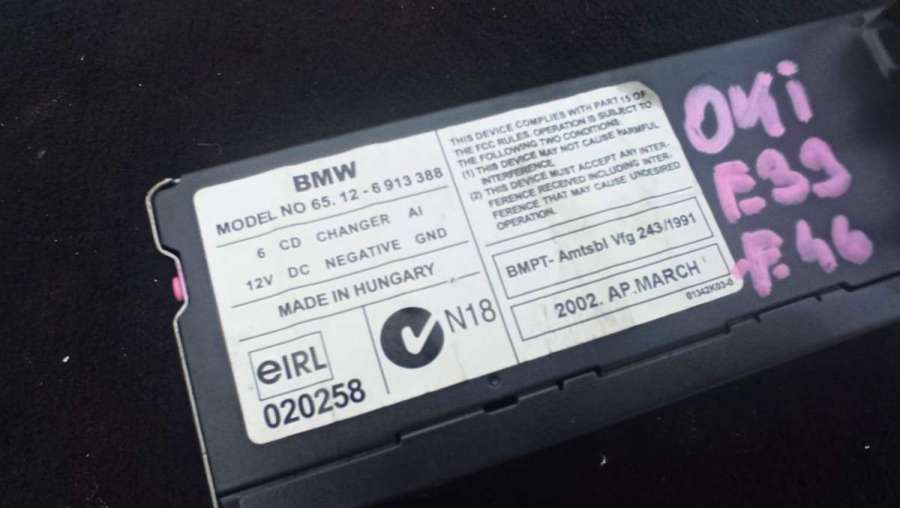 BMW
MODEL NO 65. 12 - 6 913 388
6 CD CHANGER AI
12V DC NEGATIVE GND
MADE IN HUNGARY
eIRL
020258
N18
THIS DEVICE COMPLIES WITH PART 15 OF
THE FCC RULES. OPERATION IS SUBJECT TO
THE FOLLOWING TWO CONDITIONS:
(1) THIS DEVICE MAY NOT CAUSE HARMFUL
INTERFERENCE.
(2) THIS DEVICE MUST ACCEPT ANY INTER-
FERENCE RECEIVED INCLUDING INTER-
FERENCE THAT MAY CAUSE UNDESIRED
OPERATION.
BMPT- Amtsbl Vfg 243/1991
2002. AP.MARCH
01342K03-0
OKi
E39
F.46